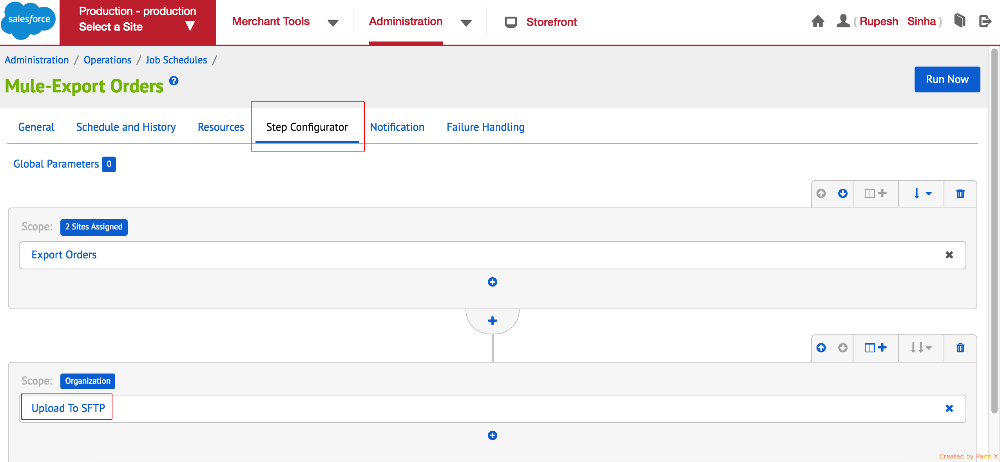 salesforce
Production - production
Select a Site
Merchant Tools
Administration
Storefront
( Rupesh Sinha )
Administration / Operations / Job Schedules /
Mule-Export Orders ?
Run Now
General
Schedule and History
Resources
Step Configurator
Notification
Failure Handling
Global Parameters 0
Scope: 2 Sites Assigned
Export Orders
Scope: Organization
Upload To SFTP
Created by Paint X